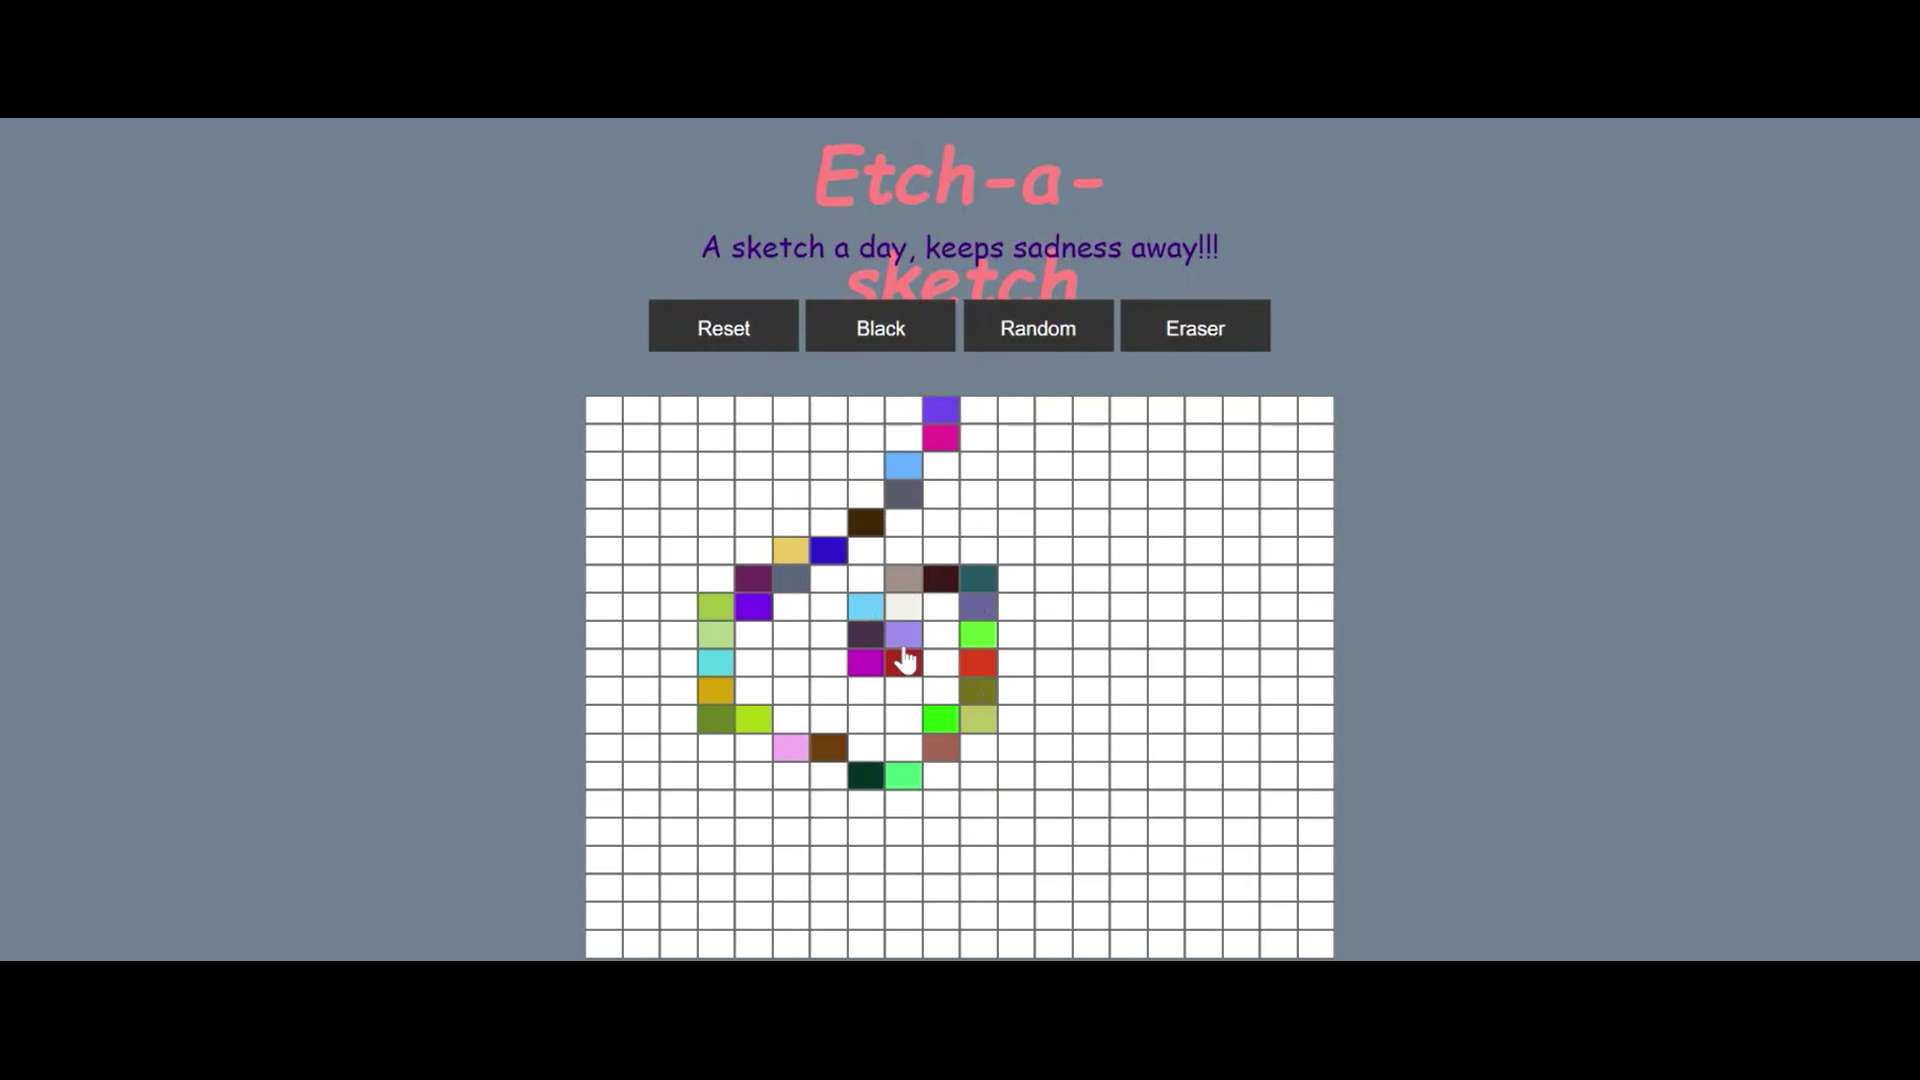 Etch-a-
A sketch a day, keeps sadness away!!!
sketch
Reset Black Random Eraser